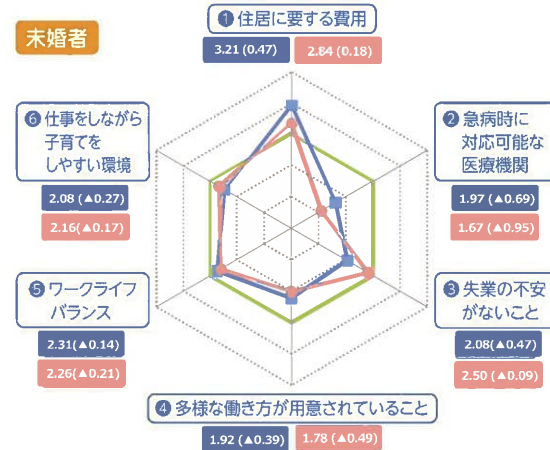 未婚者
❶ 住居に要する費用
3.21 (0.47)
2.84 (0.18)
❷ 急病時に
対応可能な
医療機関
1.97 (▲0.69)
1.67 (▲0.95)
❸ 失業の不安
がないこと
2.08(▲0.47)
2.50 (▲0.09)
❹ 多様な働き方が用意されていること
1.92 (▲0.39)
1.78 (▲0.49)
❺ ワークライフ
バランス
2.31(▲0.14)
2.26(▲0.21)
❻ 仕事をしながら
子育てを
しやすい環境
2.08 (▲0.27)
2.16(▲0.17)